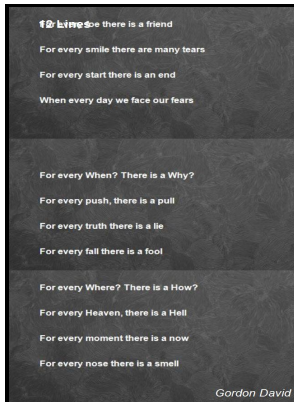 12 Lines
For every foe there is a friend
For every smile there are many tears
For every start there is an end
When every day we face our fears
For every When? There is a Why?
For every push, there is a pull
For every truth there is a lie
For every fall there is a fool
For every Where? There is a How?
For every Heaven, there is a Hell
For every moment there is a now
For every nose there is a smell
Gordon David